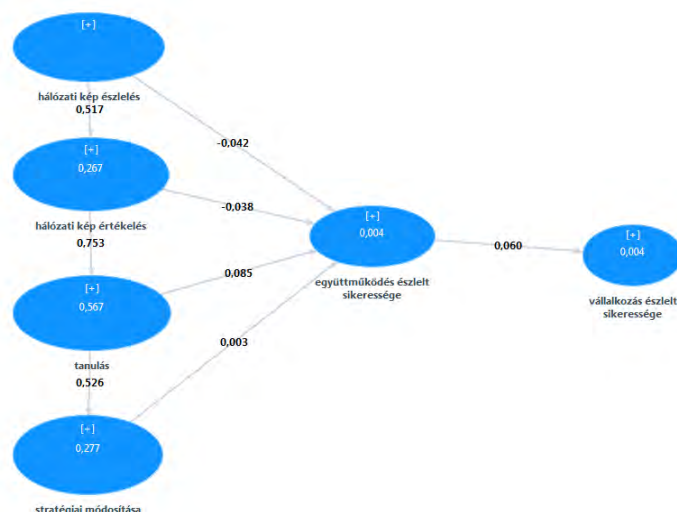 [+]
hálózati kép észlelés
0,517
-0,042
[+]
0,267
hálózati kép értékelés
0,753
-0,038
[+]
0,004
együttműködés észlelt
sikeressége
0,060
[+]
0,004
vállalkozás észlelt
sikeressége
[+]
0,567
tanulás
0,526
0,085
0,003
[+]
0,277
stratégiai módosítása